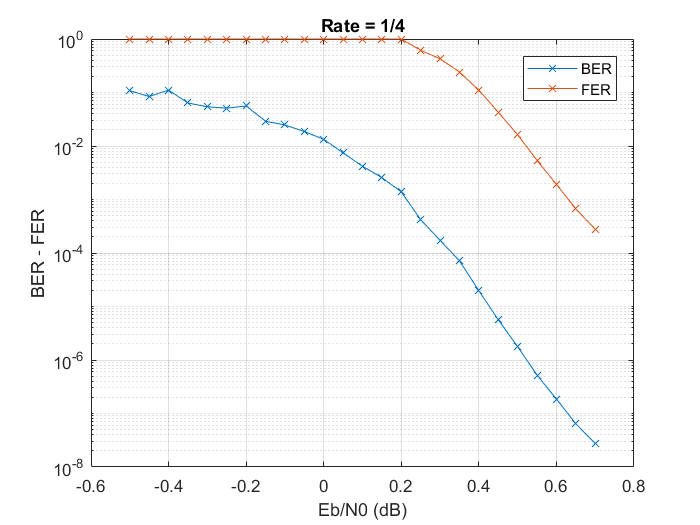 Rate = 1/4
BER
FER
10^0
10^-2
10^-4
10^-6
10^-8
BER - FER
-0.6 -0.4 -0.2 0 0.2 0.4 0.6 0.8
Eb/N0 (dB)